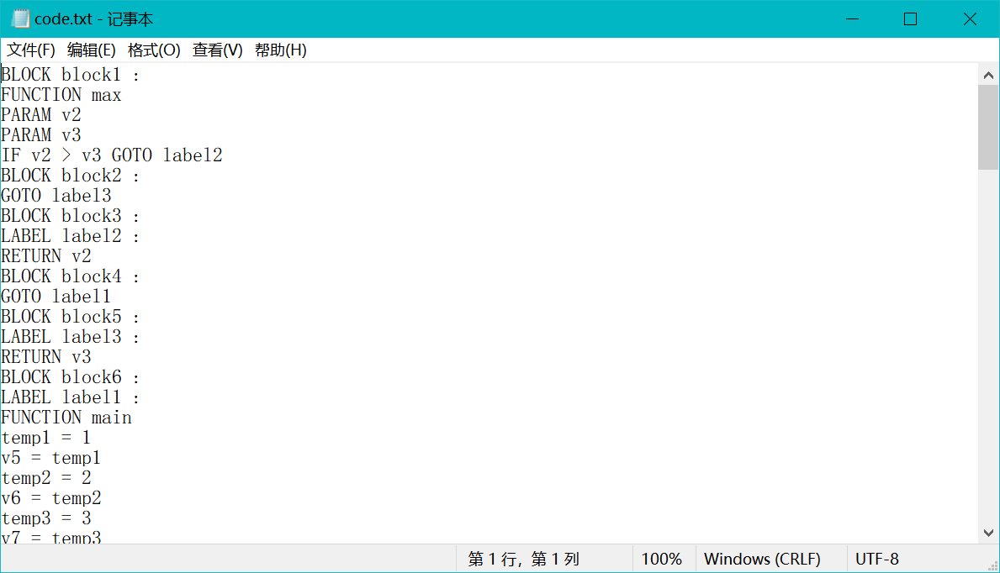 code.txt - 记事本
文件(F) 编辑(E) 格式(O) 查看(V) 帮助(H)
BLOCK block1 :
FUNCTION max
PARAM v2
PARAM v3
IF v2 > v3 GOTO label2
BLOCK block2 :
GOTO label3
BLOCK block3 :
LABEL label2 :
RETURN v2
BLOCK block4 :
GOTO label1
BLOCK block5 :
LABEL label3 :
RETURN v3
BLOCK block6 :
LABEL label1 :
FUNCTION main
temp1 = 1
v5 = temp1
temp2 = 2
v6 = temp2
temp3 = 3
v7 = temp3
第 1 行，第 1 列 100% Windows (CRLF) UTF-8